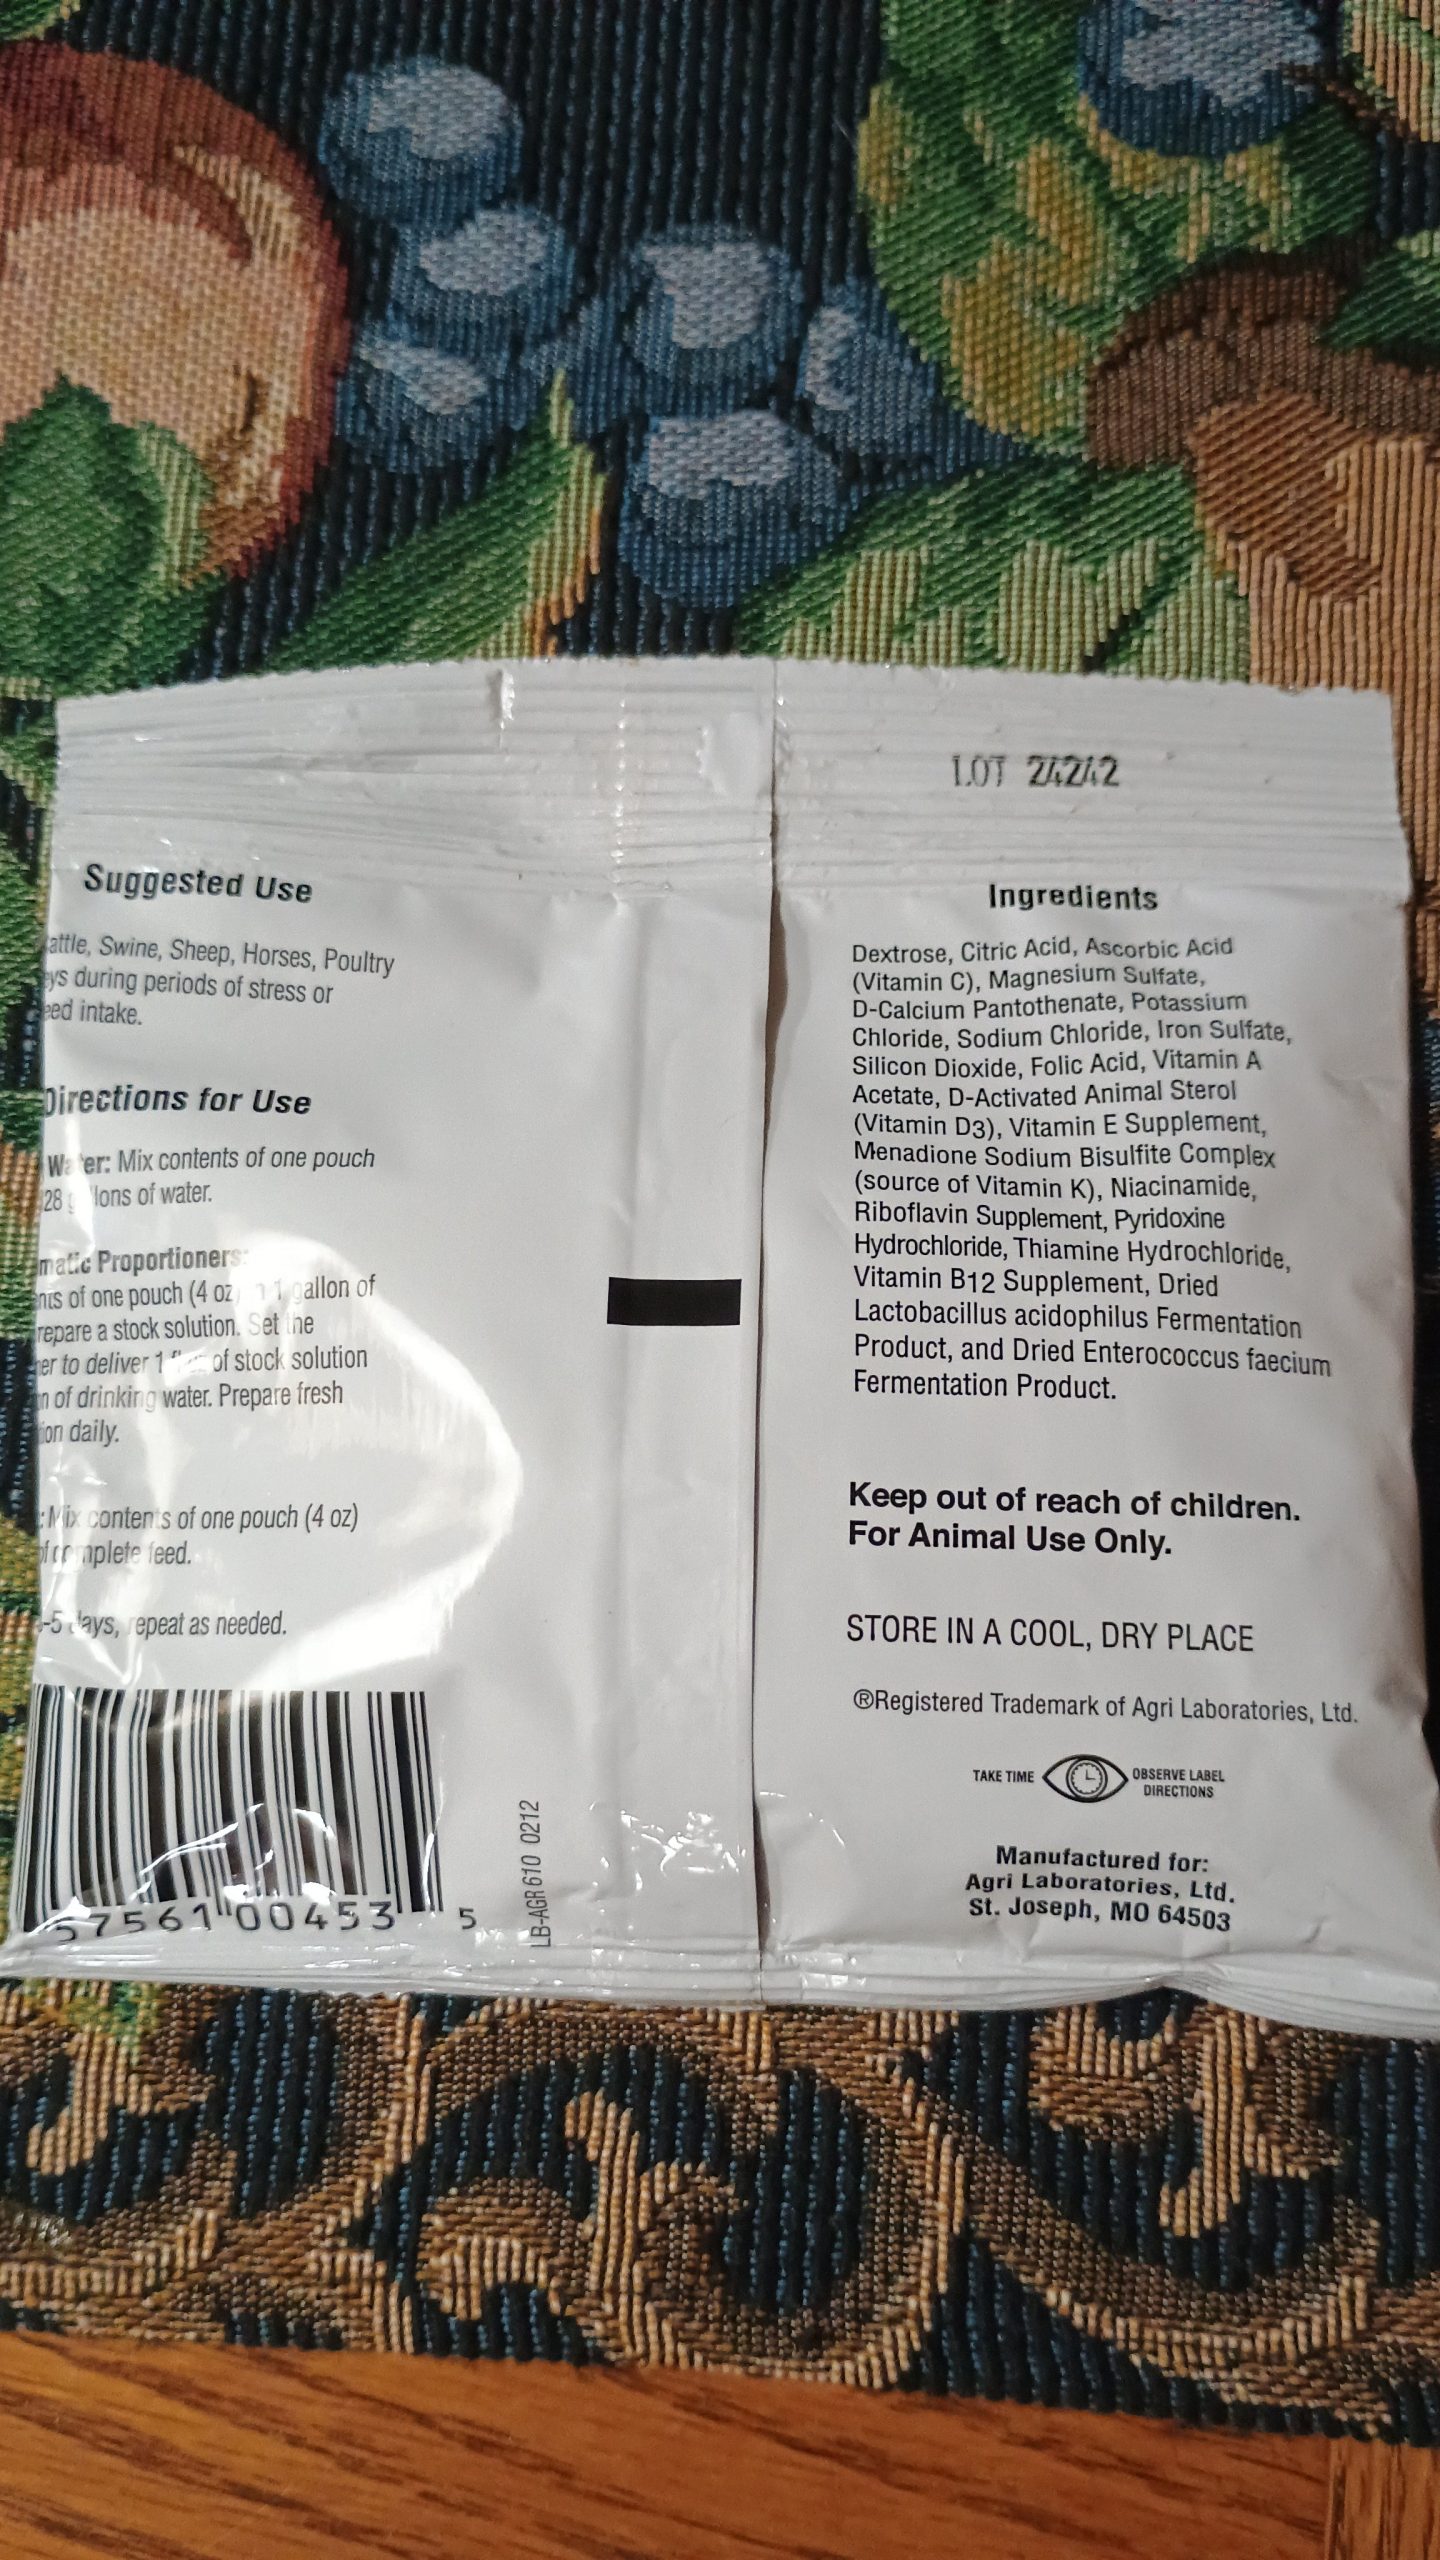 LOT 24242
Suggested Use
attle, Swine, Sheep, Horses, Poultry
eys during periods of stress or
eed intake.
Directions for Use
Water: Mix contents of one pouch
128 gallons of water.
matic Proportioners:
ents of one pouch (4 oz) in 1 gallon of
repare a stock solution. Set the
er to deliver 1 of stock solution
n of drinking water. Prepare fresh
ion daily.
: Mix contents of one pouch (4 oz)
of complete feed.
-5 days, repeat as needed.
57561 00453 5
LB-AGR610 0212
Ingredients
Dextrose, Citric Acid, Ascorbic Acid
(Vitamin C), Magnesium Sulfate,
D-Calcium Pantothenate, Potassium
Chloride, Sodium Chloride, Iron Sulfate,
Silicon Dioxide, Folic Acid, Vitamin A
Acetate, D-Activated Animal Sterol
(Vitamin D3), Vitamin E Supplement,
Menadione Sodium Bisulfite Complex
(source of Vitamin K), Niacinamide,
Riboflavin Supplement, Pyridoxine
Hydrochloride, Thiamine Hydrochloride,
Vitamin B12 Supplement, Dried
Lactobacillus acidophilus Fermentation
Product, and Dried Enterococcus faecium
Fermentation Product.
Keep out of reach of children.
For Animal Use Only.
STORE IN A COOL, DRY PLACE
®Registered Trademark of Agri Laboratories, Ltd.
TAKE TIME OBSERVE LABEL
DIRECTIONS
Manufactured for:
Agri Laboratories, Ltd.
St. Joseph, MO 64503